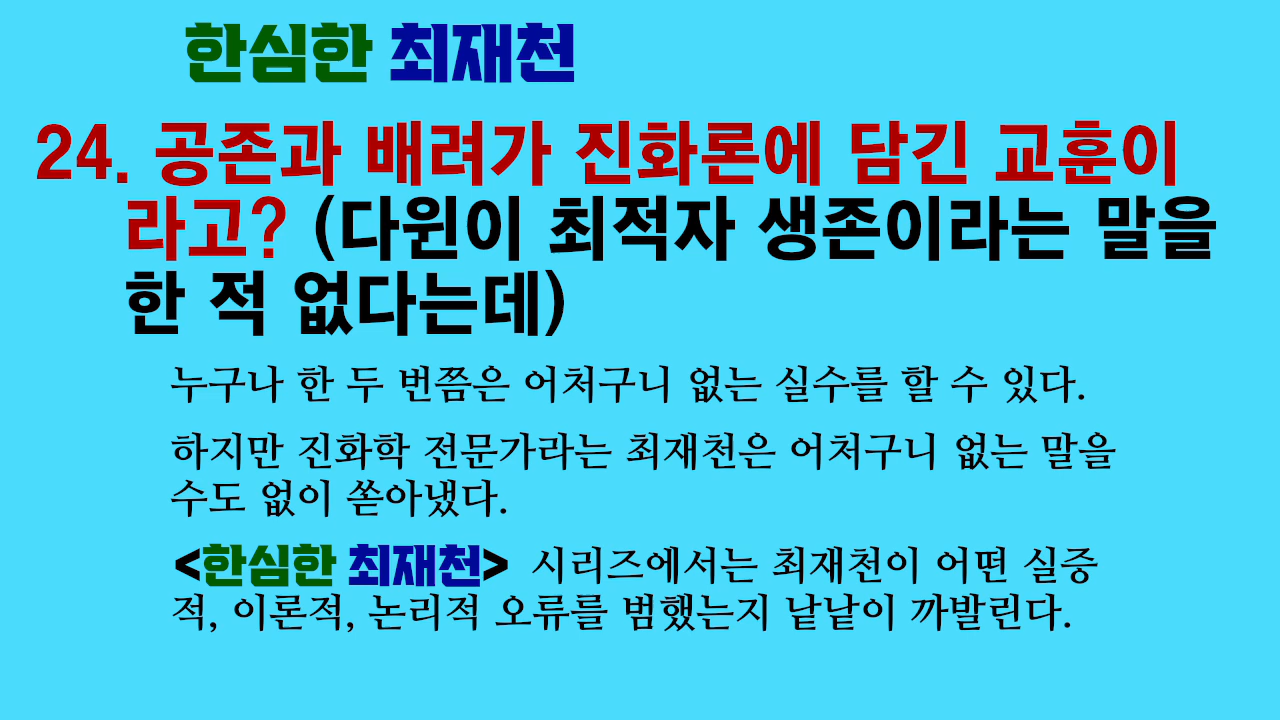 한심한 최재천
24. 공존과 배려가 진화론에 담긴 교훈이
라고? (다윈이 최적자 생존이라는 말을
한 적 없다는데)
누구나 한 두 번쯤은 어처구니 없는 실수를 할 수 있다.
하지만 진화학 전문가라는 최재천은 어처구니 없는 말을
수도 없이 쏟아냈다.
<한심한 최재천> 시리즈에서는 최재천이 어떤 실증
적, 이론적, 논리적 오류를 범했는지 낱낱이 까발린다.